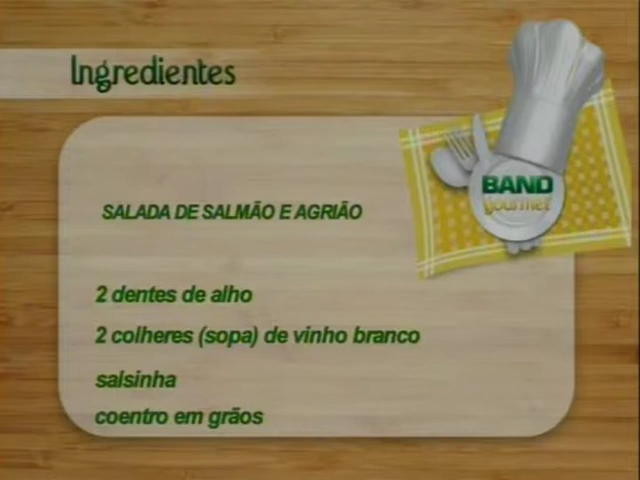 Ingredientes
BAND
gourmet
SALADA DE SALMÃO E AGRIÃO
2 dentes de alho
2 colheres (sopa) de vinho branco
salsinha
coentro em grãos